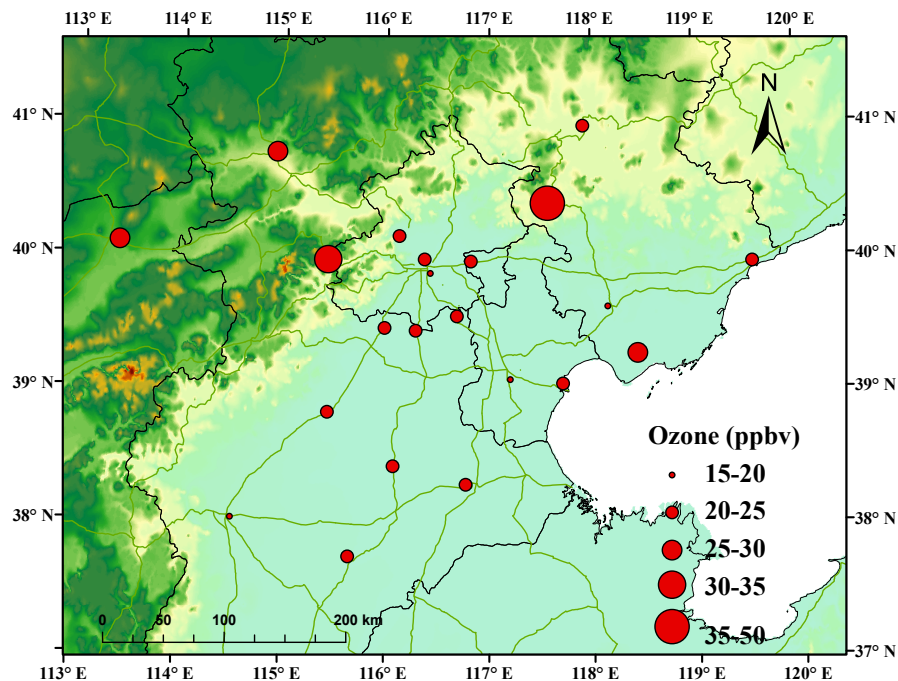 113° E 114° E 115° E 116° E 117° E 118° E 119° E 120° E
N
41° N 41° N
40° N 40° N
39° N 39° N
Ozone (ppbv)
15-20
38° N 20-25 38° N
25-30
30-35
0 50 100 200 km
35-50
37° N
113° E 114° E 115° E 116° E 117° E 118° E 119° E 120° E